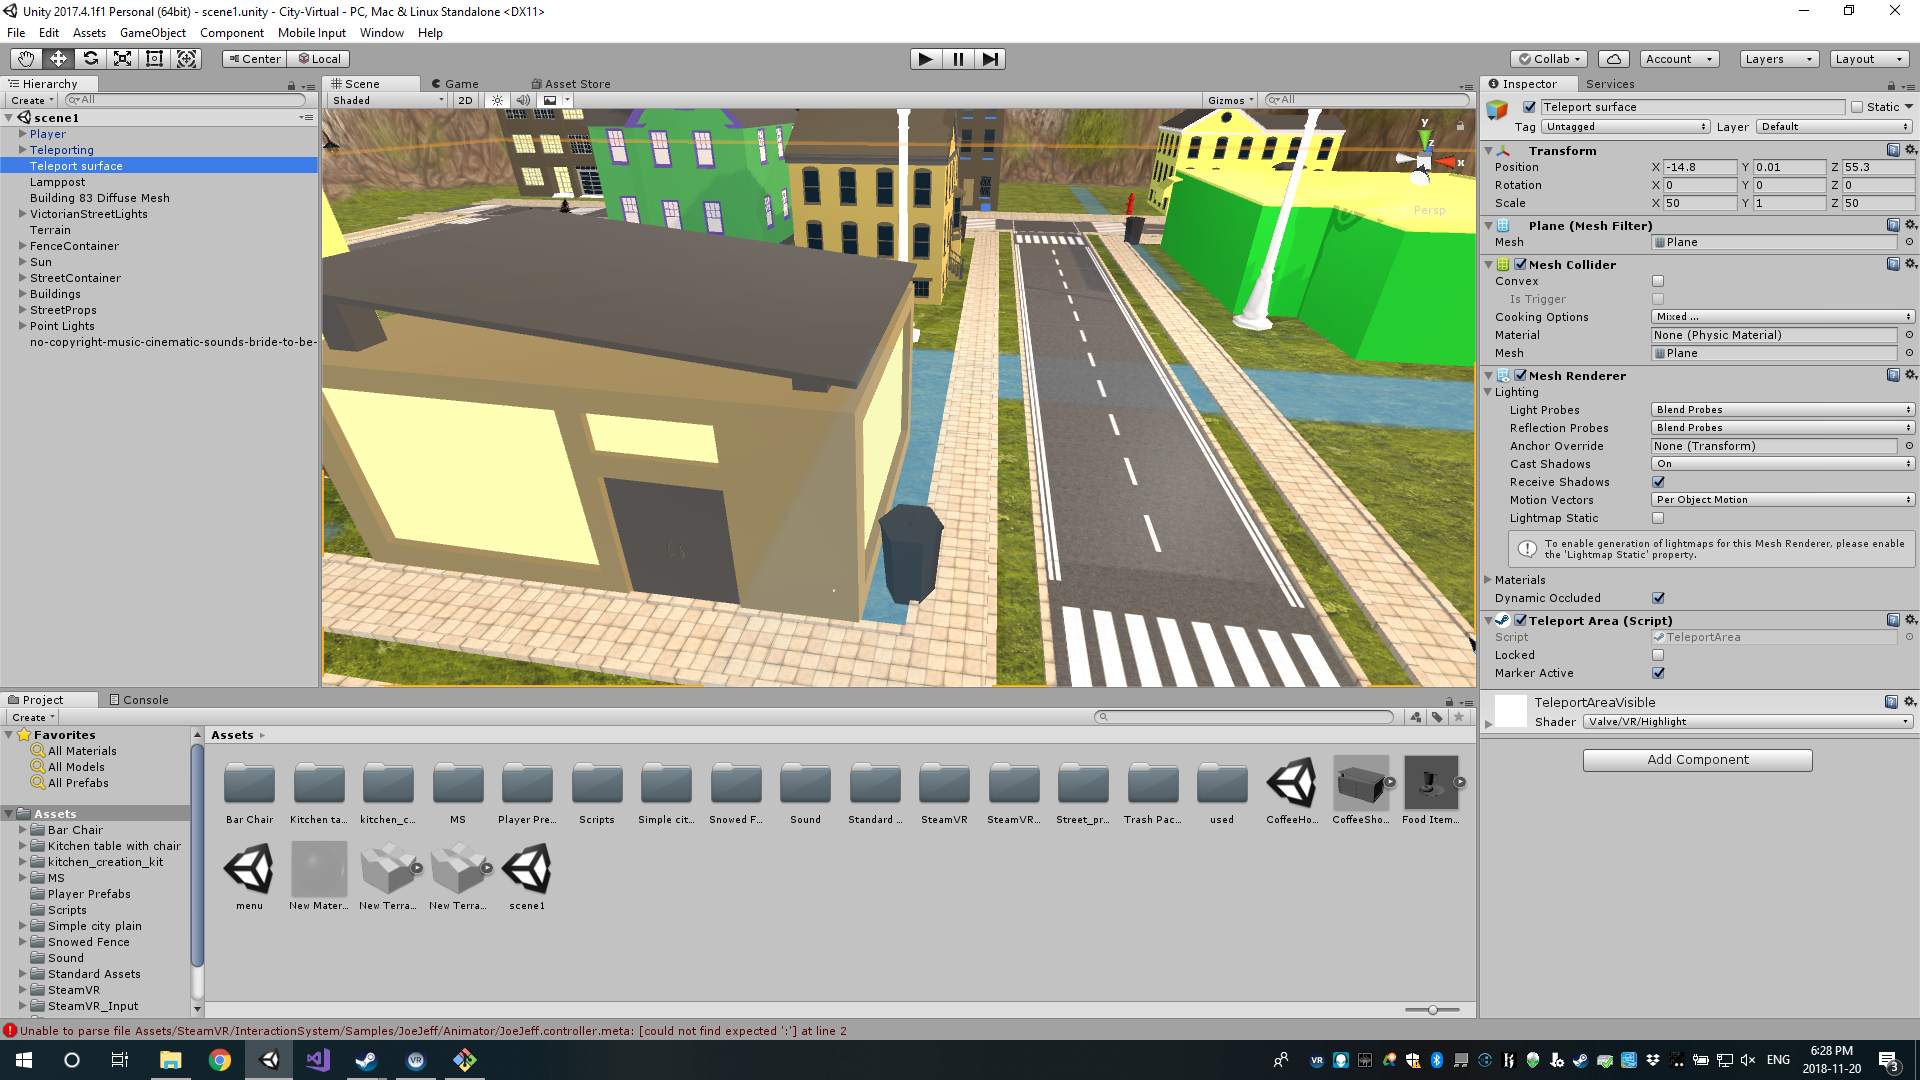 Unity 2017.4.1f1 Personal (64bit) - scene1.unity - City-Virtual - PC, Mac & Linux Standalone <DX11>
File Edit Assets GameObject Component Mobile Input Window Help
Center Local
Collab Account Layers Layout
Hierarchy
Create All
scene1
Player
Teleporting
Teleport surface
Lamppost
Building 83 Diffuse Mesh
VictorianStreetLights
Terrain
FenceContainer
Sun
StreetContainer
Buildings
StreetProps
Point Lights
no-copyright-music-cinematic-sounds-bride-to-be-
Scene Game Asset Store
Shaded 2D Gizmos All
y
z
x
Persp
Inspector Services
Teleport surface Static
Tag Untagged Layer Default
Transform
Position X -14.8 Y 0.01 Z 55.3
Rotation X 0 Y 0 Z 0
Scale X 50 Y 1 Z 50
Plane (Mesh Filter)
Mesh Plane
Mesh Collider
Convex
Is Trigger
Cooking Options Mixed ...
Material None (Physic Material)
Mesh Plane
Mesh Renderer
Lighting
Light Probes Blend Probes
Reflection Probes Blend Probes
Anchor Override None (Transform)
Cast Shadows On
Receive Shadows
Motion Vectors Per Object Motion
Lightmap Static
To enable generation of lightmaps for this Mesh Renderer, please enable
the 'Lightmap Static' property.
Materials
Dynamic Occluded
Teleport Area (Script)
Script TeleportArea
Locked
Marker Active
TeleportAreaVisible
Shader Valve/VR/Highlight
Add Component
Project Console
Create
Favorites
All Materials
All Models
All Prefabs
Assets
Bar Chair
Kitchen table with chair
kitchen_creation_kit
MS
Player Prefabs
Scripts
Simple city plain
Snowed Fence
Sound
Standard Assets
SteamVR
SteamVR_Input
Assets
Bar Chair Kitchen ta... kitchen_c... MS Player Pre... Scripts Simple cit... Snowed F... Sound Standard ... SteamVR SteamVR... Street_pr... Trash Pac... used CoffeeHo... CoffeeSho... Food Item...
menu New Mater... New Terra... New Terra... scene1
Unable to parse file Assets/SteamVR/InteractionSystem/Samples/JoeJeff/Animator/JoeJeff.controller.meta: [could not find expected ':'] at line 2
VR
VR
ENG
6:28 PM
2018-11-20
3